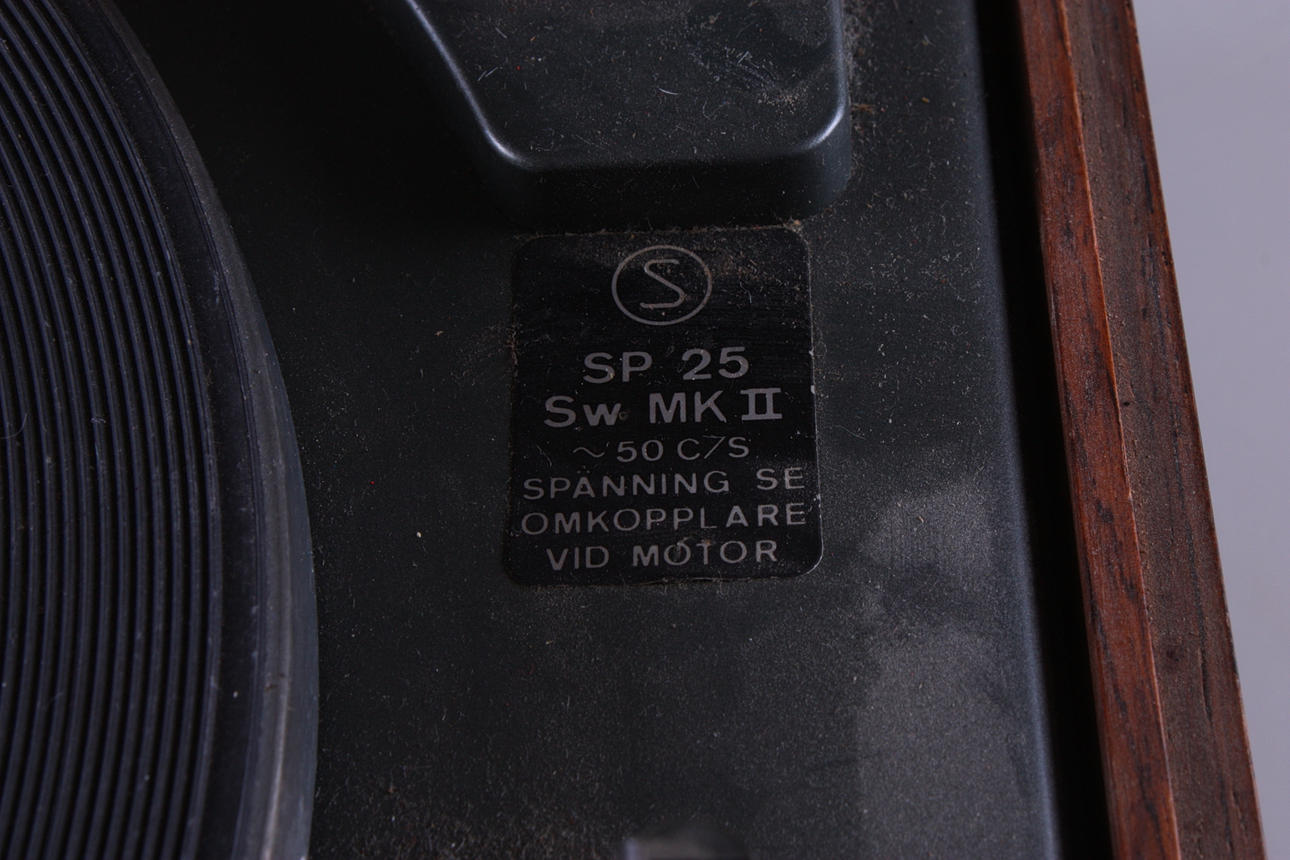 S
SP 25
Sw MK II
~50 C/S
SPÄNNING SE
OMKOPPLARE
VID MOTOR